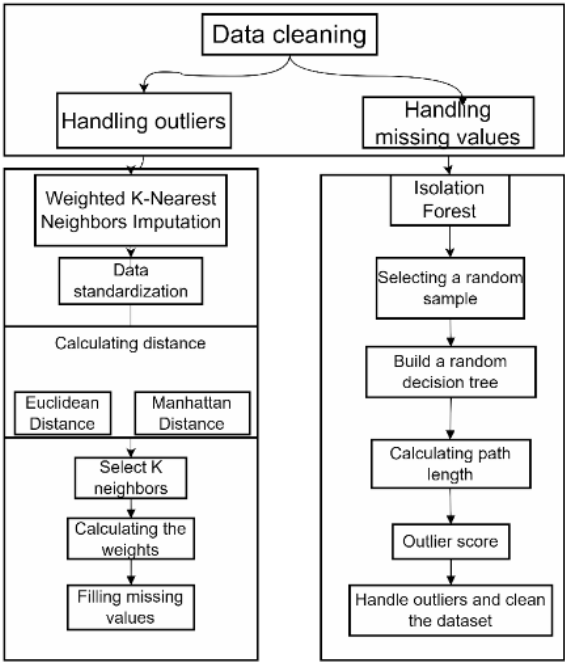 Data cleaning
Handling outliers
Handling
missing values
Weighted K-Nearest
Neighbors Imputation
Data
standardization
Calculating distance
Euclidean
Distance
Manhattan
Distance
Select K
neighbors
Calculating the
weights
Filling missing
values
Isolation
Forest
Selecting a random
sample
Build a random
decision tree
Calculating path
length
Outlier score
Handle outliers and clean
the dataset